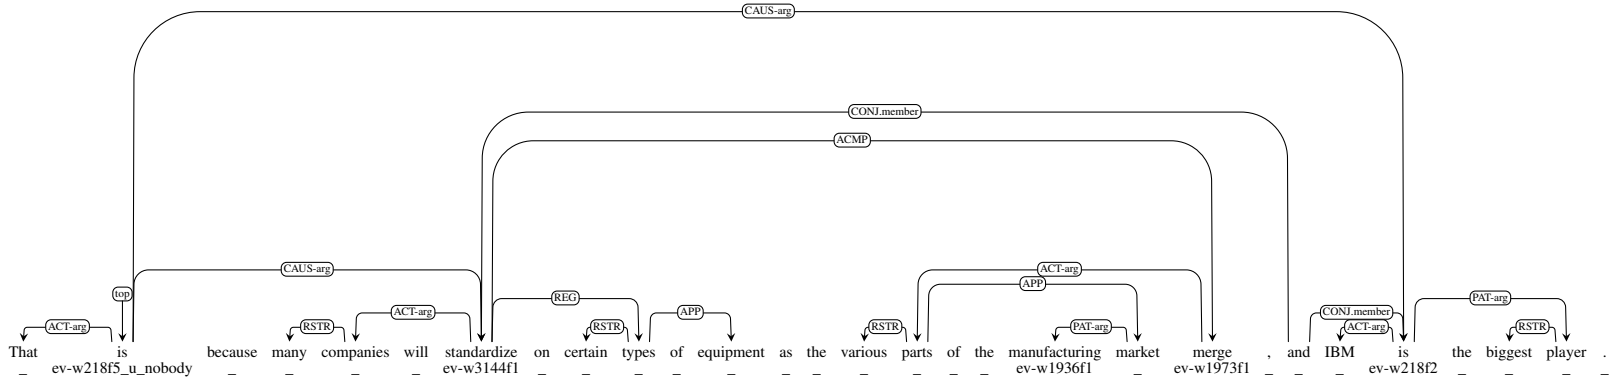 CAUS-arg
CONJ.member
ACMP
CAUS-arg ACT-arg
APP
top REG PAT-arg
ACT-arg APP CONJ.member
ACT-arg RSTR RSTR RSTR PAT-arg ACT-arg RSTR
That is because many companies will standardize on certain types of equipment as the various parts of the manufacturing market merge , and IBM is the biggest player .
_ ev-w218f5_u_nobody _ _ _ _ ev-w3144f1 _ _ _ _ _ _ _ _ _ _ _ ev-w1936f1 _ ev-w1973f1 _ _ _ ev-w218f2 _ _ _ _